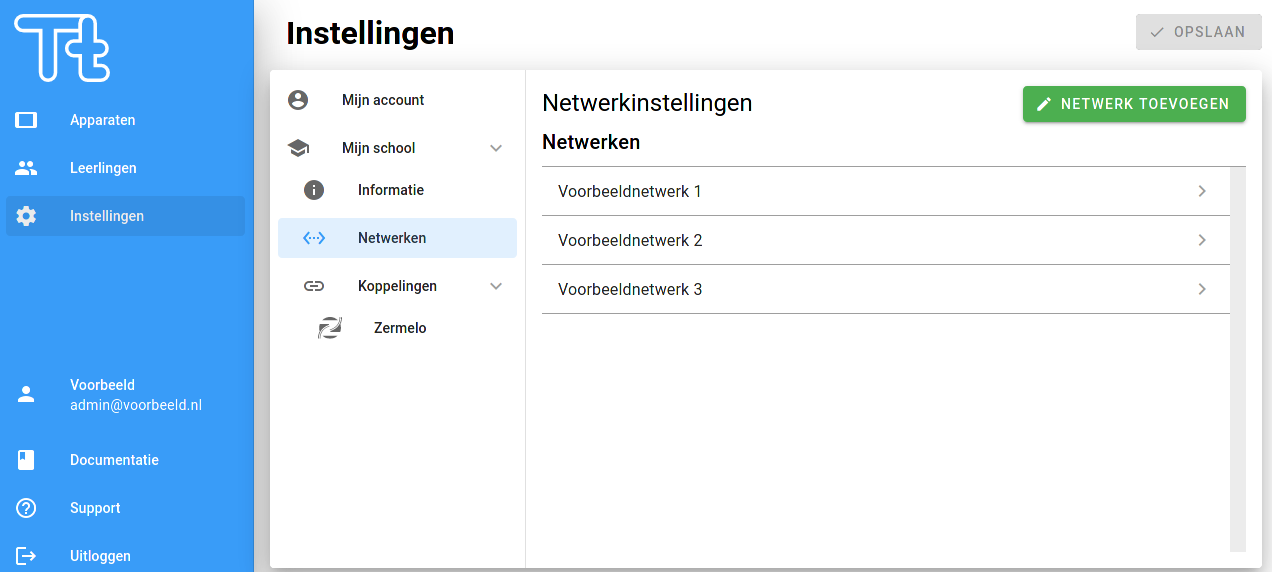 Tt
Apparaten
Leerlingen
Instellingen
Voorbeeld
admin@voorbeeld.nl
Documentatie
Support
Uitloggen
Instellingen
OPSLAAN
Mijn account
Mijn school
Informatie
Netwerken
Koppelingen
Zermelo
Netwerkinstellingen
NETWERK TOEVOEGEN
Netwerken
Voorbeeldnetwerk 1
Voorbeeldnetwerk 2
Voorbeeldnetwerk 3